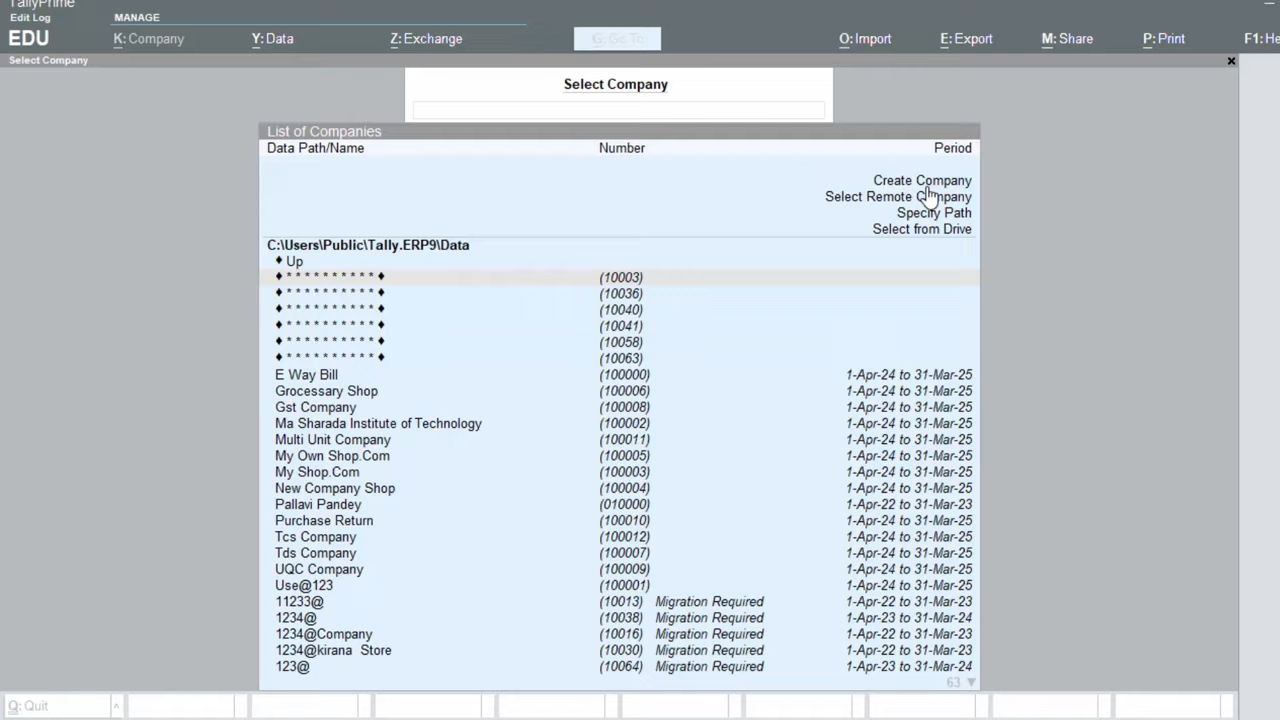 TallyPrime
Edit Log
EDU
MANAGE
K: Company
Y: Data
Z: Exchange
G: Go To
O: Import
E: Export
M: Share
P: Print
F1: He
Select Company
Select Company
List of Companies
Data Path/Name Number Period
Create Company
Select Remote Company
Specify Path
Select from Drive
C:\Users\Public\Tally.ERP9\Data
♦ Up
♦ * * * * * * * * * * ♦ (10003)
♦ * * * * * * * * * * ♦ (10036)
♦ * * * * * * * * * * ♦ (10040)
♦ * * * * * * * * * * ♦ (10041)
♦ * * * * * * * * * * ♦ (10058)
♦ * * * * * * * * * * ♦ (10063)
E Way Bill (100000) 1-Apr-24 to 31-Mar-25
Grocessary Shop (100006) 1-Apr-24 to 31-Mar-25
Gst Company (100008) 1-Apr-24 to 31-Mar-25
Ma Sharada Institute of Technology (100002) 1-Apr-24 to 31-Mar-25
Multi Unit Company (100011) 1-Apr-24 to 31-Mar-25
My Own Shop.Com (100005) 1-Apr-24 to 31-Mar-25
My Shop.Com (100003) 1-Apr-24 to 31-Mar-25
New Company Shop (100004) 1-Apr-24 to 31-Mar-25
Pallavi Pandey (010000) 1-Apr-22 to 31-Mar-23
Purchase Return (100010) 1-Apr-24 to 31-Mar-25
Tcs Company (100012) 1-Apr-24 to 31-Mar-25
Tds Company (100007) 1-Apr-24 to 31-Mar-25
UQC Company (100009) 1-Apr-24 to 31-Mar-25
Use@123 (100001) 1-Apr-24 to 31-Mar-25
11233@ (10013) Migration Required 1-Apr-22 to 31-Mar-23
1234@ (10038) Migration Required 1-Apr-23 to 31-Mar-24
1234@Company (10016) Migration Required 1-Apr-22 to 31-Mar-23
1234@kirana Store (10030) Migration Required 1-Apr-22 to 31-Mar-23
123@ (10064) Migration Required 1-Apr-23 to 31-Mar-24
63 ▼
Q: Quit